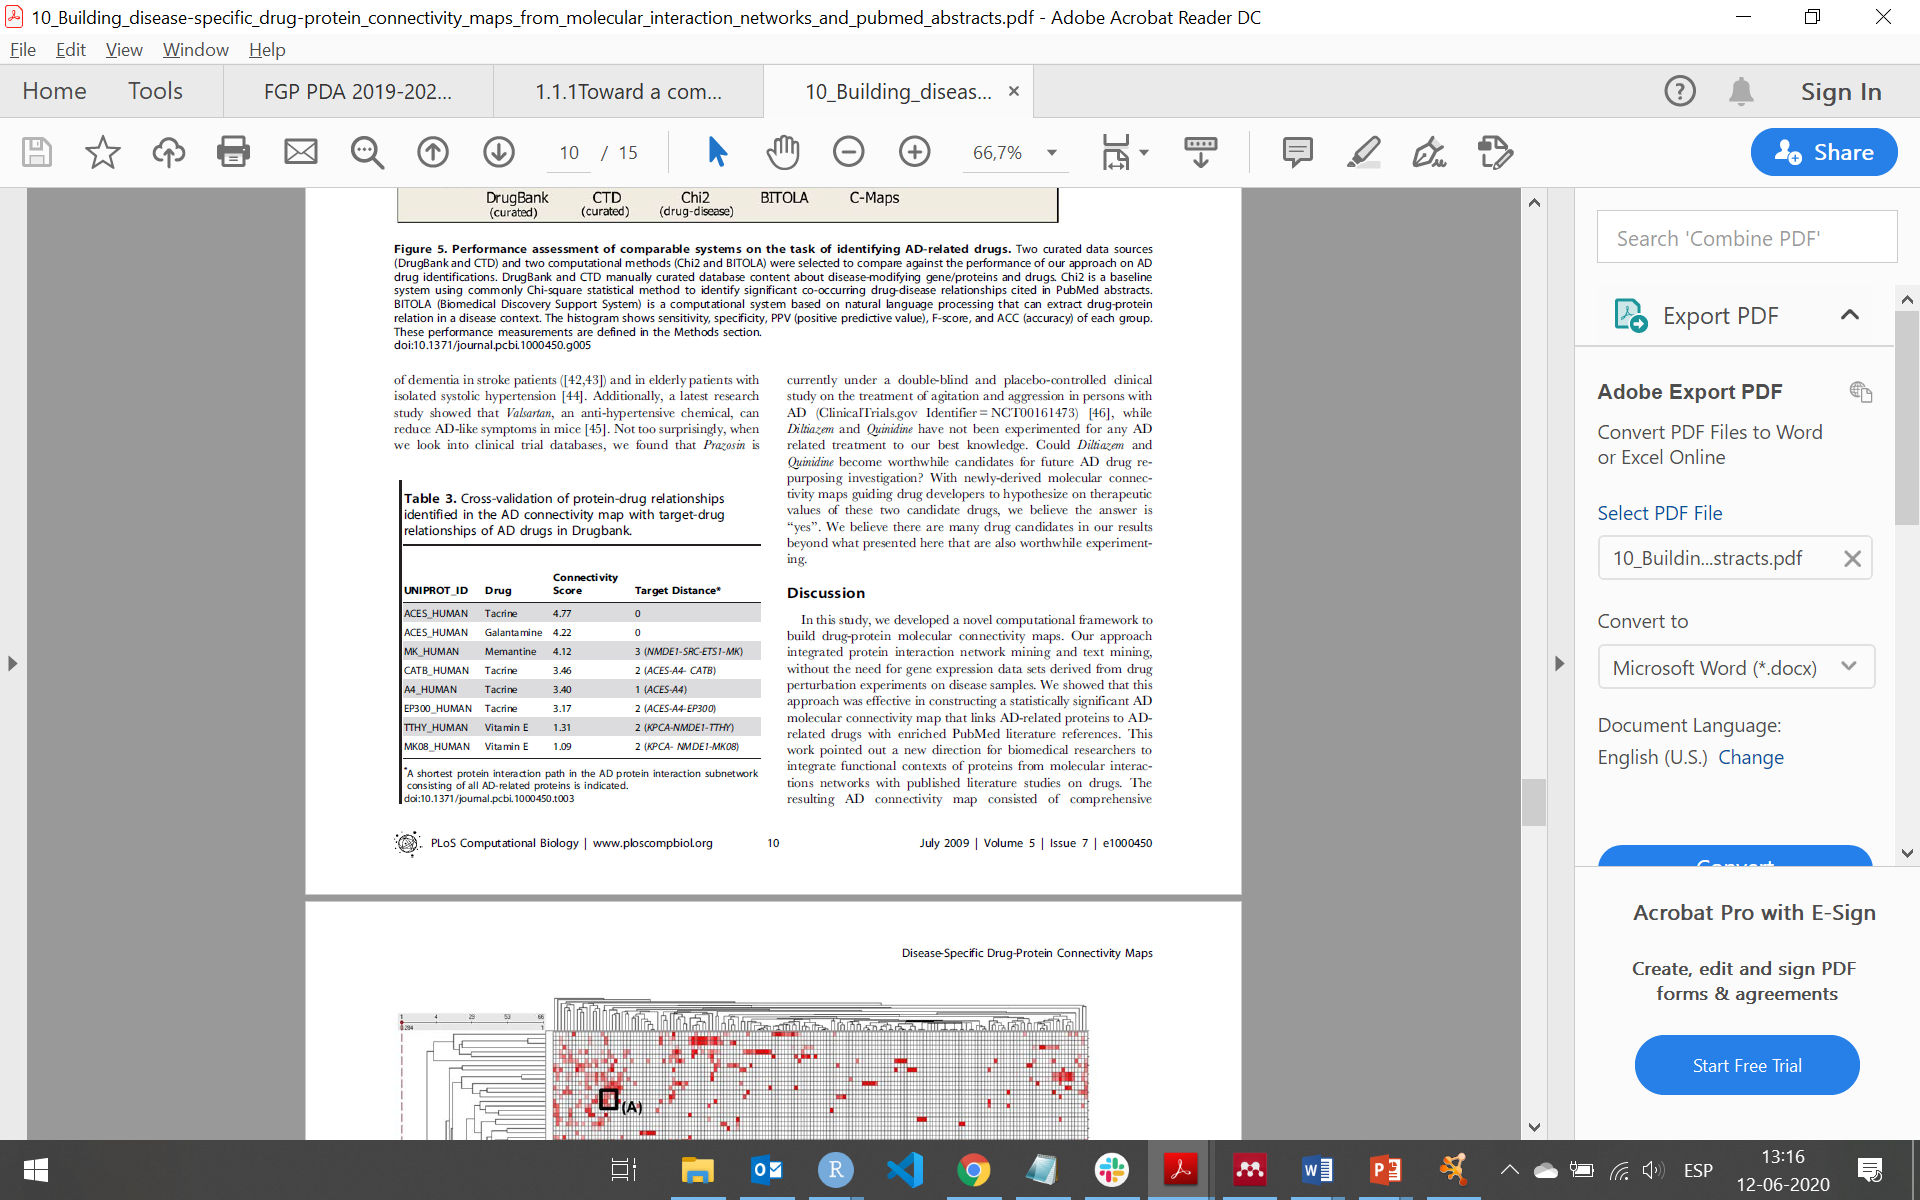 10_Building_disease-specific_drug-protein_connectivity_maps_from_molecular_interaction_networks_and_pubmed_abstracts.pdf - Adobe Acrobat Reader DC
File Edit View Window Help
Home Tools FGP PDA 2019-202... 1.1.1Toward a com... 10_Building_diseas... × Sign In
10 / 15 66,7% Share
DrugBank CTD Chi2 BITOLA C-Maps
(curated) (curated) (drug-disease)
Figure 5. Performance assessment of comparable systems on the task of identifying AD-related drugs. Two curated data sources
(DrugBank and CTD) and two computational methods (Chi2 and BITOLA) were selected to compare against the performance of our approach on AD
drug identifications. DrugBank and CTD manually curated database content about disease-modifying gene/proteins and drugs. Chi2 is a baseline
system using commonly Chi-square statistical method to identify significant co-occurring drug-disease relationships cited in PubMed abstracts.
BITOLA (Biomedical Discovery Support System) is a computational system based on natural language processing that can extract drug-protein
relation in a disease context. The histogram shows sensitivity, specificity, PPV (positive predictive value), F-score, and ACC (accuracy) of each group.
These performance measurements are defined in the Methods section.
doi:10.1371/journal.pcbi.1000450.g005
of dementia in stroke patients ([42,43]) and in elderly patients with
isolated systolic hypertension [44]. Additionally, a latest research
study showed that Valsartan, an anti-hypertensive chemical, can
reduce AD-like symptoms in mice [45]. Not too surprisingly, when
we look into clinical trial databases, we found that Prazosin is
Table 3. Cross-validation of protein-drug relationships
identified in the AD connectivity map with target-drug
relationships of AD drugs in Drugbank.
UNIPROT_ID Drug Connectivity Score Target Distance*
ACES_HUMAN Tacrine 4.77 0
ACES_HUMAN Galantamine 4.22 0
MK_HUMAN Memantine 4.12 3 (NMDE1-SRC-ETS1-MK)
CATB_HUMAN Tacrine 3.46 2 (ACES-A4- CATB)
A4_HUMAN Tacrine 3.40 1 (ACES-A4)
EP300_HUMAN Tacrine 3.17 2 (ACES-A4-EP300)
TTHY_HUMAN Vitamin E 1.31 2 (KPCA-NMDE1-TTHY)
MK08_HUMAN Vitamin E 1.09 2 (KPCA- NMDE1-MK08)
*A shortest protein interaction path in the AD protein interaction subnetwork
consisting of all AD-related proteins is indicated.
doi:10.1371/journal.pcbi.1000450.t003
currently under a double-blind and placebo-controlled clinical
study on the treatment of agitation and aggression in persons with
AD (ClinicalTrials.gov Identifier = NCT00161473) [46], while
Diltiazem and Quinidine have not been experimented for any AD
related treatment to our best knowledge. Could Diltiazem and
Quinidine become worthwhile candidates for future AD drug re-
purposing investigation? With newly-derived molecular connec-
tivity maps guiding drug developers to hypothesize on therapeutic
values of these two candidate drugs, we believe the answer is
“yes”. We believe there are many drug candidates in our results
beyond what presented here that are also worthwhile experiment-
ing.
Discussion
In this study, we developed a novel computational framework to
build drug-protein molecular connectivity maps. Our approach
integrated protein interaction network mining and text mining,
without the need for gene expression data sets derived from drug
perturbation experiments on disease samples. We showed that this
approach was effective in constructing a statistically significant AD
molecular connectivity map that links AD-related proteins to AD-
related drugs with enriched PubMed literature references. This
work pointed out a new direction for biomedical researchers to
integrate functional contexts of proteins from molecular interac-
tions networks with published literature studies on drugs. The
resulting AD connectivity map consisted of comprehensive
PLoS Computational Biology | www.ploscompbiol.org 10 July 2009 | Volume 5 | Issue 7 | e1000450
Disease-Specific Drug-Protein Connectivity Maps
1 4 29 53 66
0.284 1
(A)
Search 'Combine PDF'
Export PDF
Adobe Export PDF
Convert PDF Files to Word
or Excel Online
Select PDF File
10_Buildin...stracts.pdf
Convert to
Microsoft Word (*.docx)
Document Language:
English (U.S.) Change
Convert
Acrobat Pro with E-Sign
Create, edit and sign PDF
forms & agreements
Start Free Trial
ESP
13:16
12-06-2020